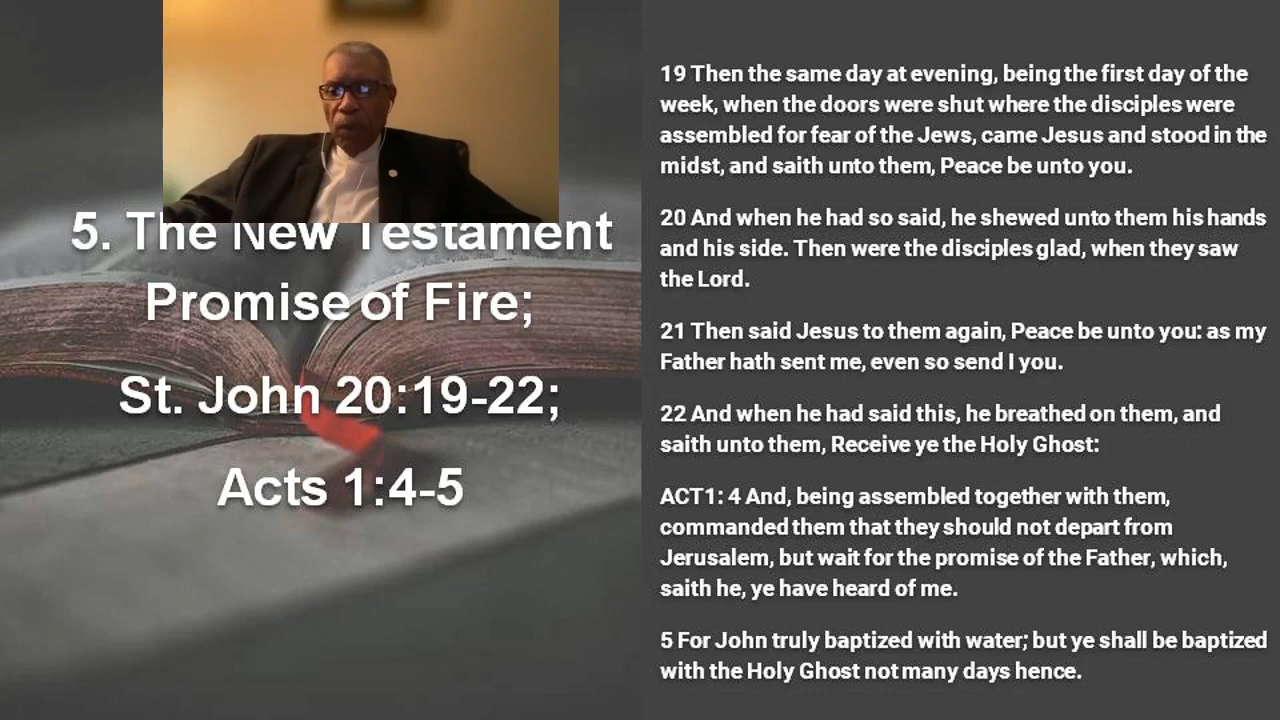 5. The New Testament
Promise of Fire;
St. John 20:19-22;
Acts 1:4-5
19 Then the same day at evening, being the first day of the
week, when the doors were shut where the disciples were
assembled for fear of the Jews, came Jesus and stood in the
midst, and saith unto them, Peace be unto you.
20 And when he had so said, he shewed unto them his hands
and his side. Then were the disciples glad, when they saw
the Lord.
21 Then said Jesus to them again, Peace be unto you: as my
Father hath sent me, even so send I you.
22 And when he had said this, he breathed on them, and
saith unto them, Receive ye the Holy Ghost:
ACT1: 4 And, being assembled together with them,
commanded them that they should not depart from
Jerusalem, but wait for the promise of the Father, which,
saith he, ye have heard of me.
5 For John truly baptized with water; but ye shall be baptized
with the Holy Ghost not many days hence.